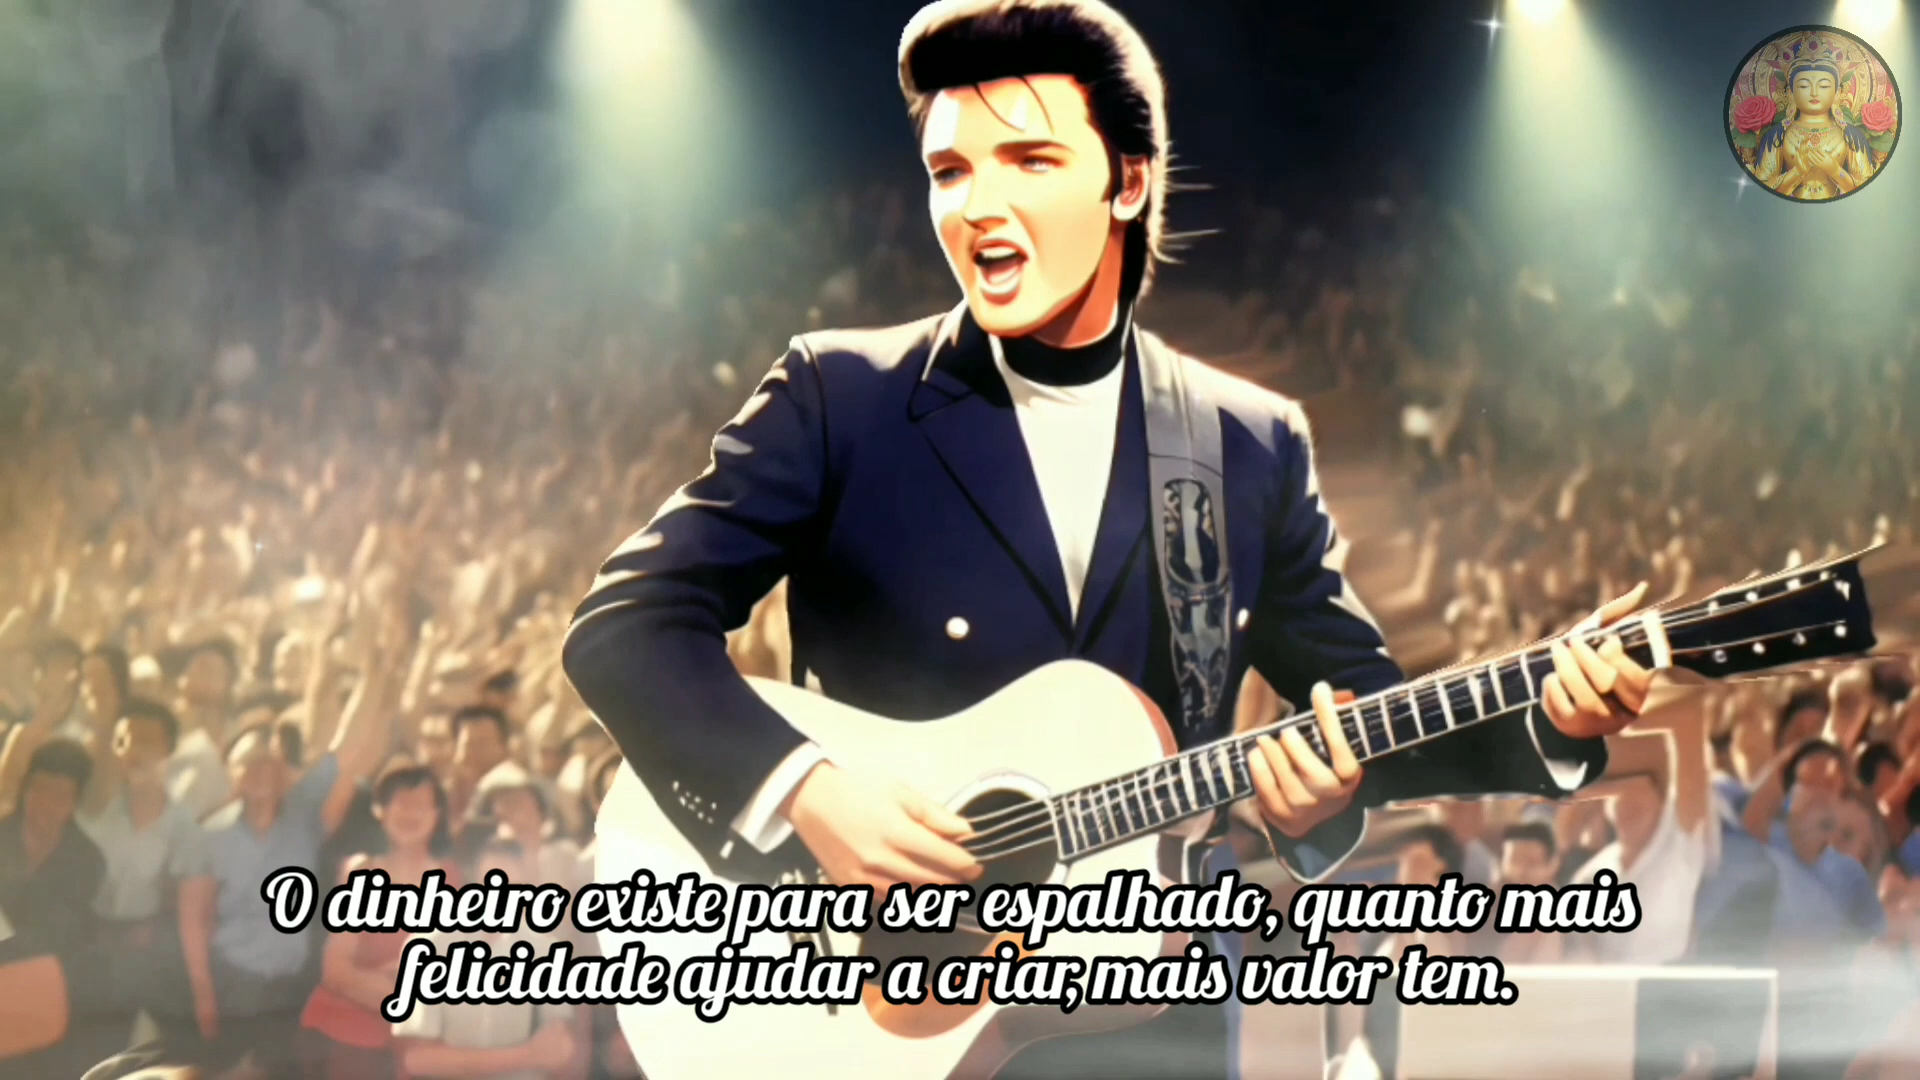 O dinheiro existe para ser espalhado, quanto mais
felicidade ajudar a criar, mais valor tem.